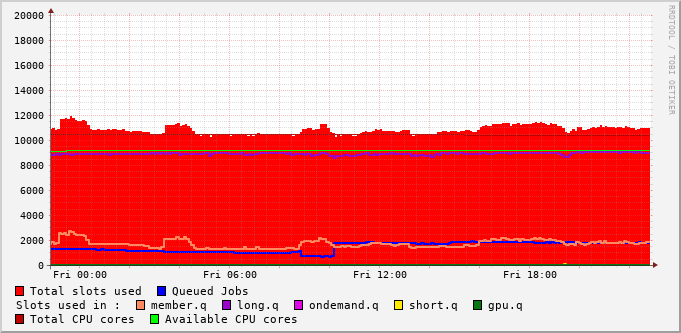 RRDTOOL / TOBI OETIKER
20000
18000
16000
14000
12000
10000
8000
6000
4000
2000
0
Fri 00:00 Fri 06:00 Fri 12:00 Fri 18:00
Total slots used Queued Jobs
Slots used in : member.q long.q ondemand.q short.q gpu.q
Total CPU cores Available CPU cores